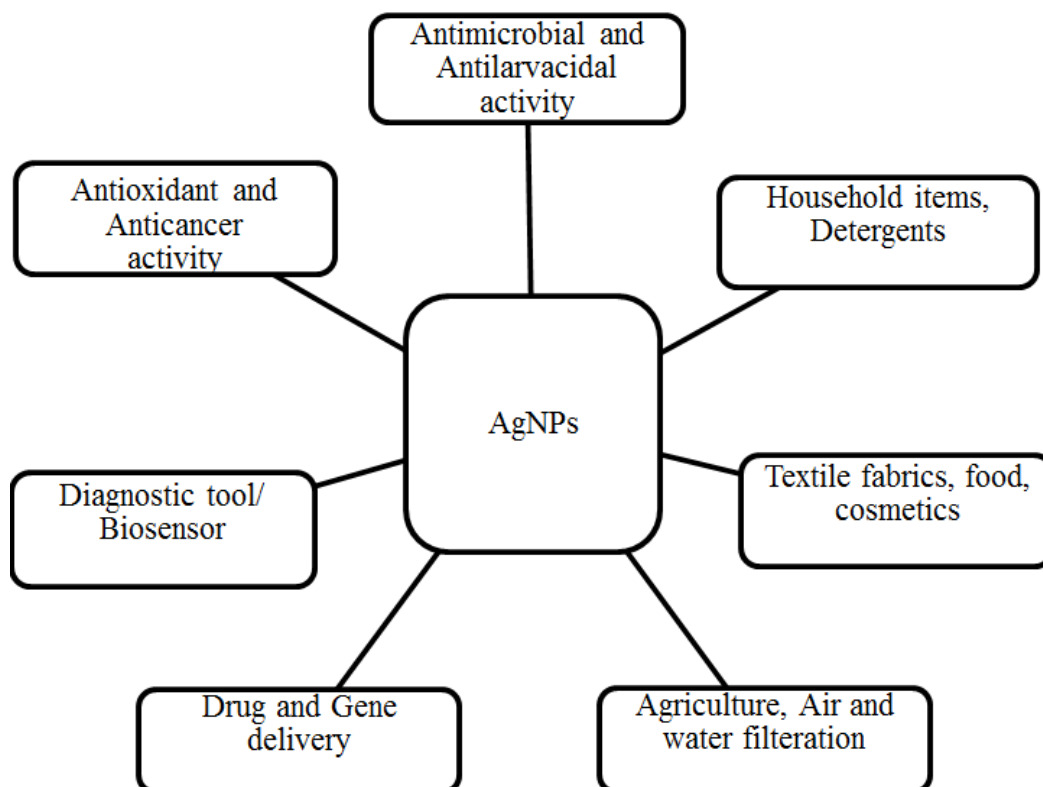 Antimicrobial and
Antilarvacidal
activity
Antioxidant and
Anticancer
activity
Household items,
Detergents
AgNPs
Diagnostic tool/
Biosensor
Textile fabrics, food,
cosmetics
Drug and Gene
delivery
Agriculture, Air and
water filteration